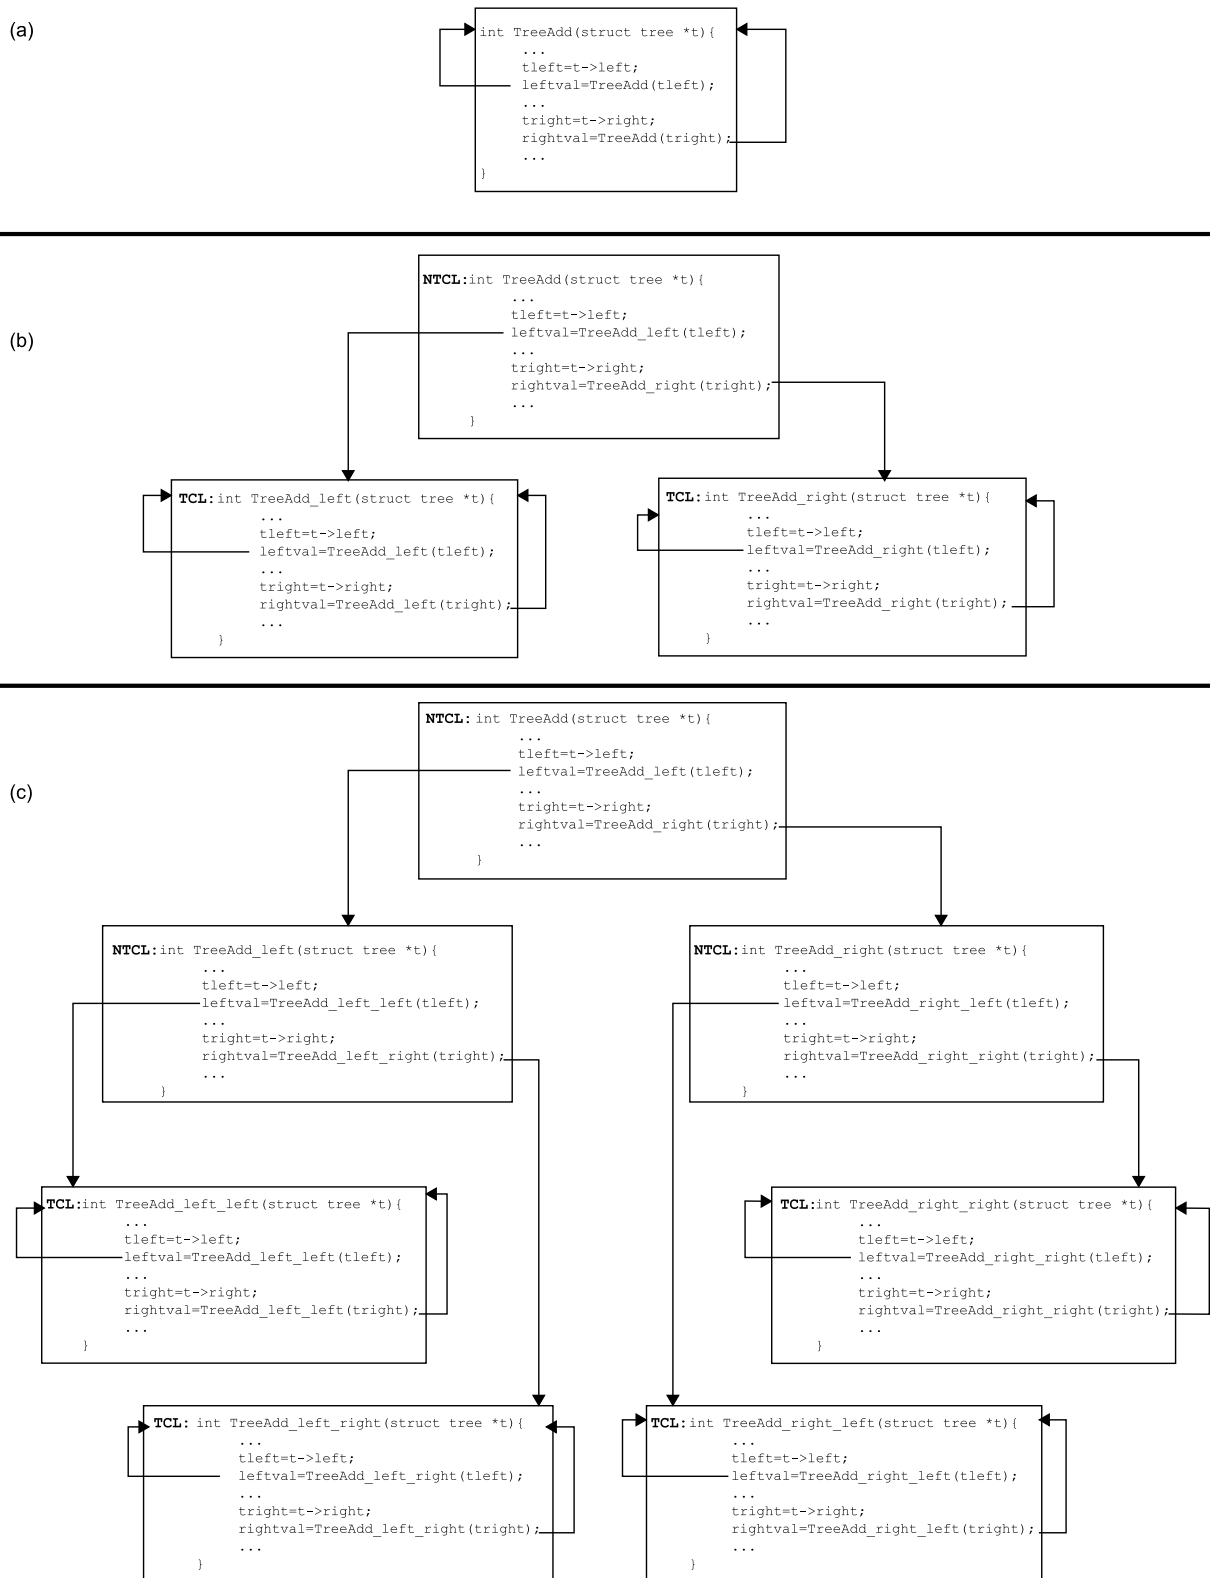 (a)
int TreeAdd(struct tree *t){
...
tleft=t->left;
leftval=TreeAdd(tleft);
...
tright=t->right;
rightval=TreeAdd(tright);
...
}
(b)
NTCL:int TreeAdd(struct tree *t){
...
tleft=t->left;
leftval=TreeAdd_left(tleft);
...
tright=t->right;
rightval=TreeAdd_right(tright);
...
}
TCL:int TreeAdd_left(struct tree *t){
...
tleft=t->left;
leftval=TreeAdd_left(tleft);
...
tright=t->right;
rightval=TreeAdd_left(tright);
...
}
TCL:int TreeAdd_right(struct tree *t){
...
tleft=t->left;
leftval=TreeAdd_right(tleft);
...
tright=t->right;
rightval=TreeAdd_right(tright);
...
}
(c)
NTCL:int TreeAdd(struct tree *t){
...
tleft=t->left;
leftval=TreeAdd_left(tleft);
...
tright=t->right;
rightval=TreeAdd_right(tright);
...
}
NTCL:int TreeAdd_left(struct tree *t){
...
tleft=t->left;
leftval=TreeAdd_left_left(tleft);
...
tright=t->right;
rightval=TreeAdd_left_right(tright);
...
}
NTCL:int TreeAdd_right(struct tree *t){
...
tleft=t->left;
leftval=TreeAdd_right_left(tleft);
...
tright=t->right;
rightval=TreeAdd_right_right(tright);
...
}
TCL:int TreeAdd_left_left(struct tree *t){
...
tleft=t->left;
leftval=TreeAdd_left_left(tleft);
...
tright=t->right;
rightval=TreeAdd_left_left(tright);
...
}
TCL:int TreeAdd_right_right(struct tree *t){
...
tleft=t->left;
leftval=TreeAdd_right_right(tleft);
...
tright=t->right;
rightval=TreeAdd_right_right(tright);
...
}
TCL: int TreeAdd_left_right(struct tree *t){
...
tleft=t->left;
leftval=TreeAdd_left_right(tleft);
...
tright=t->right;
rightval=TreeAdd_left_right(tright);
...
}
TCL:int TreeAdd_right_left(struct tree *t){
...
tleft=t->left;
leftval=TreeAdd_right_left(tleft);
...
tright=t->right;
rightval=TreeAdd_right_left(tright);
...
}